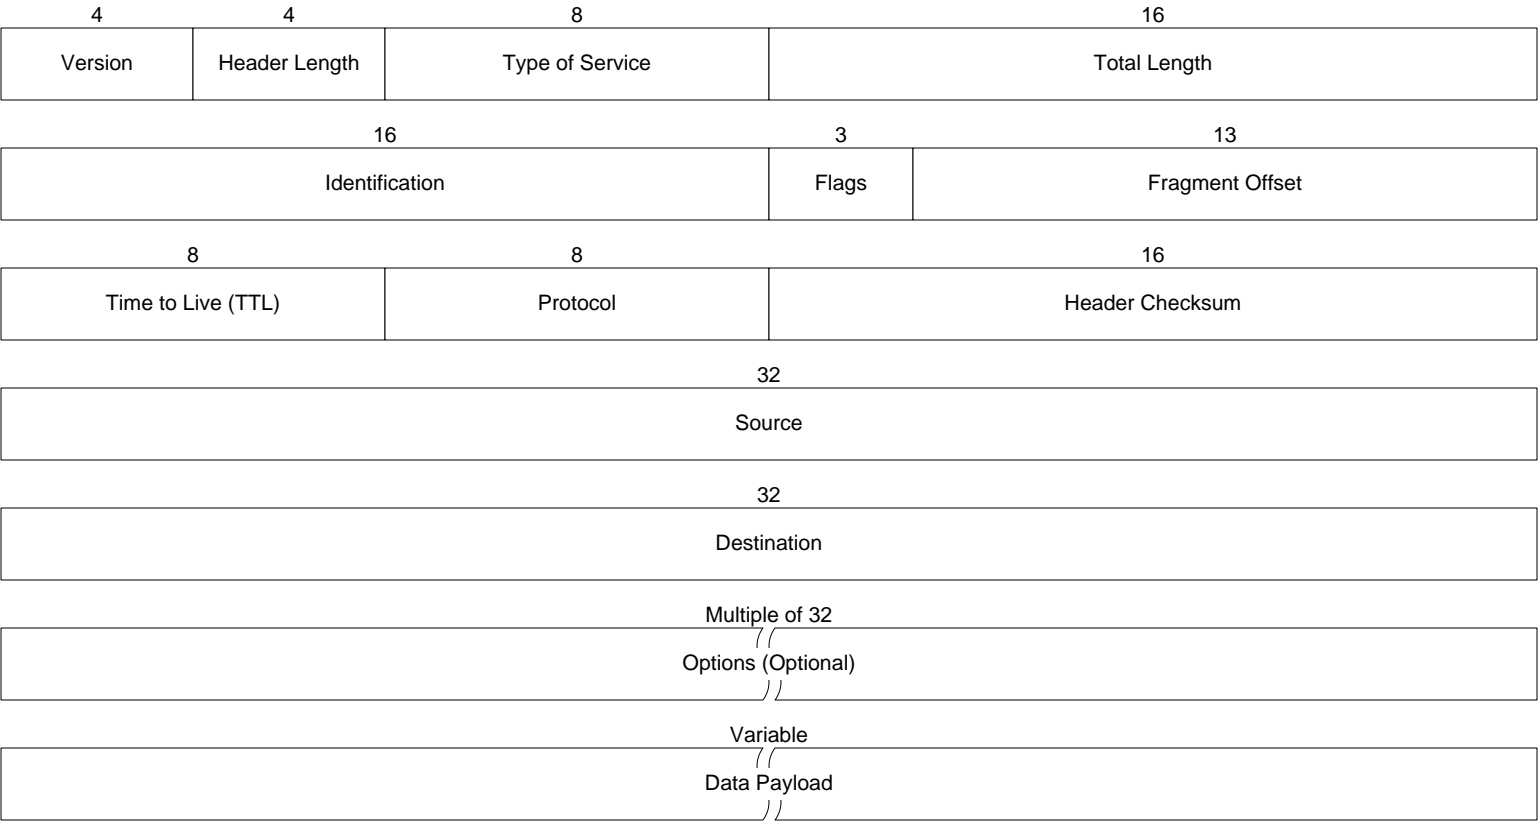 4 4 8 16
Version Header Length Type of Service Total Length
16 3 13
Identification Flags Fragment Offset
8 8 16
Time to Live (TTL) Protocol Header Checksum
32
Source
32
Destination
Multiple of 32
Options (Optional)
Variable
Data Payload